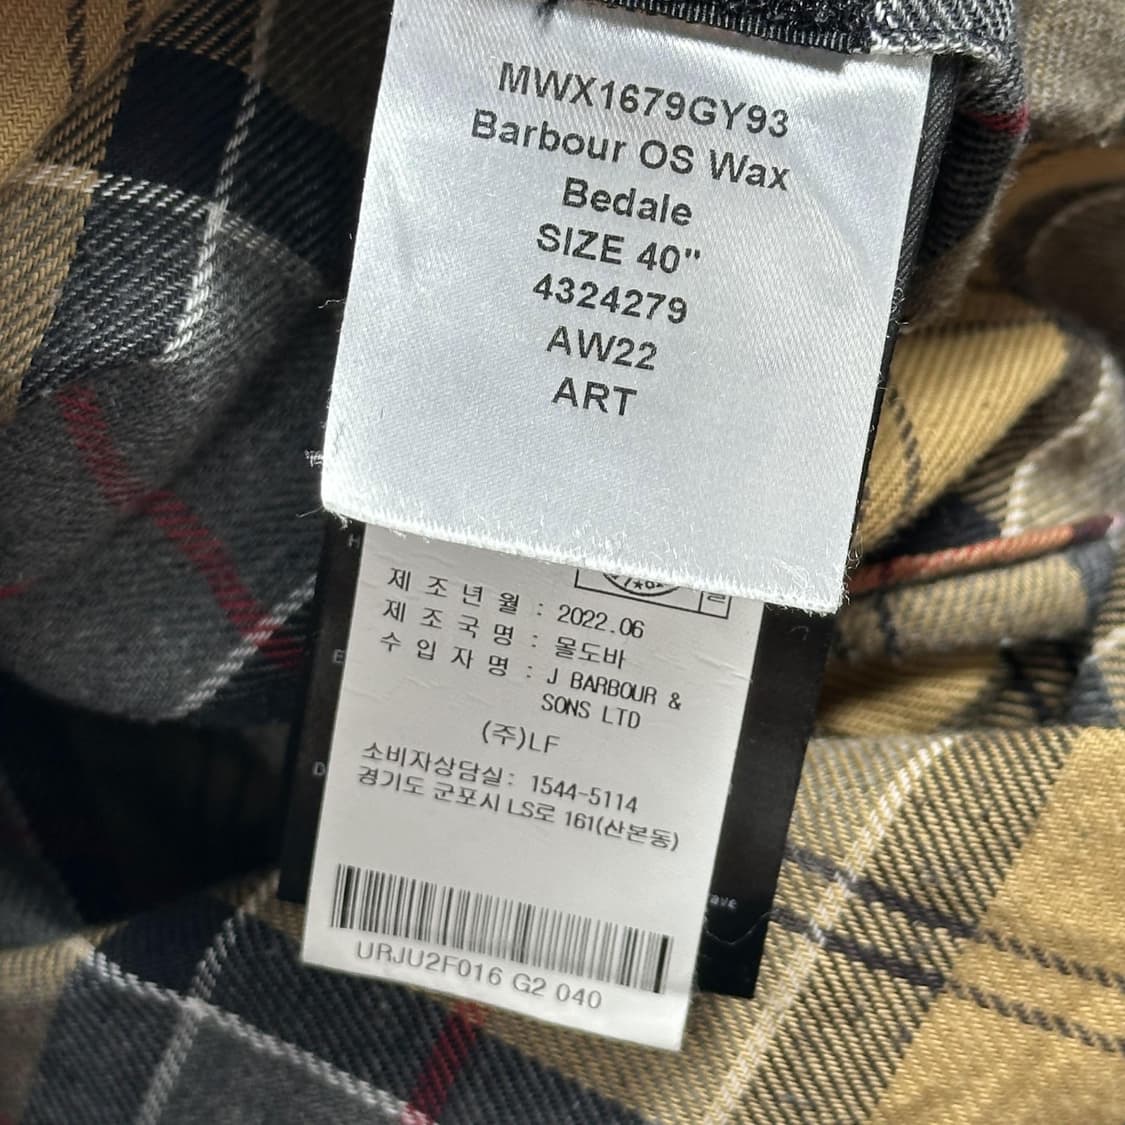 MWX1679GY93
Barbour OS Wax
Bedale
SIZE 40"
4324279
AW22
ART
제조년월 : 2022.06
제조국명 : 몰도바
수입자명 : J BARBOUR &
SONS LTD
(주)LF
소비자상담실: 1544-5114
경기도 군포시 LS로 161(산본동)
URJU2F016 G2 040